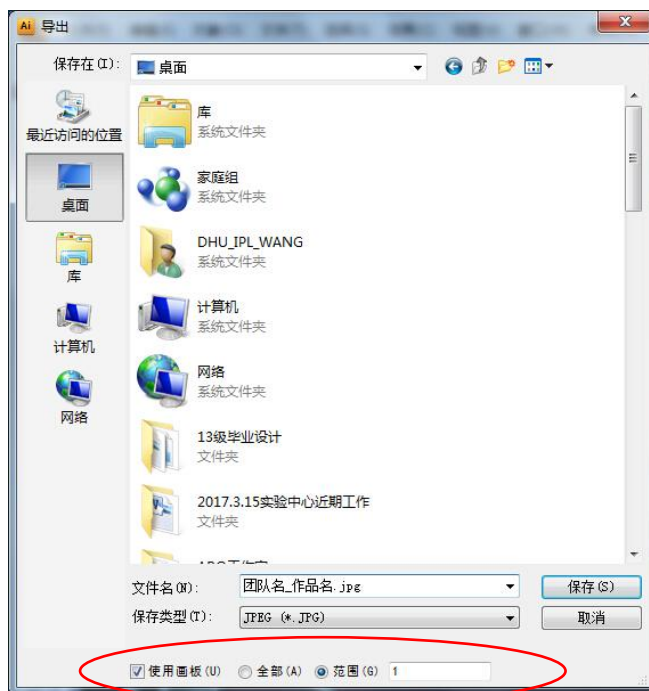 Ai 导出
保存在(I): 桌面
最近访问的位置
桌面
库
计算机
网络
库
系统文件夹
家庭组
系统文件夹
DHU_IPL_WANG
系统文件夹
计算机
系统文件夹
网络
系统文件夹
13级毕业设计
文件夹
2017.3.15实验中心近期工作
文件夹
文件名(N): 团队名_作品名.jpg 保存(S)
保存类型(T): JPEG (*.JPG) 取消
使用画板(U) 全部(A) 范围(G) 1